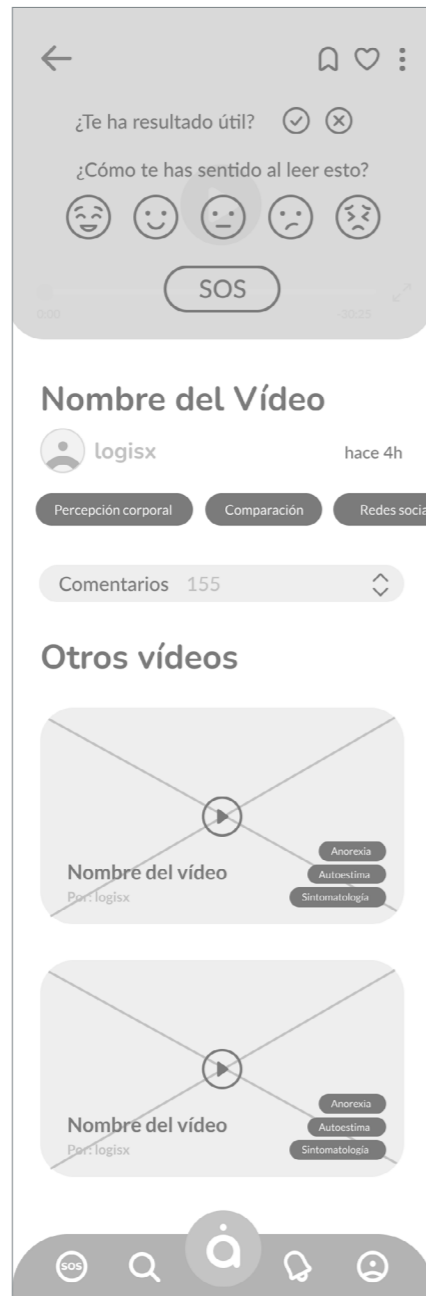 ¿Te ha resultado útil?
¿Cómo te has sentido al leer esto?
SOS
0:00 -20:25
Nombre del Vídeo
logisx hace 4h
Percepción corporal Comparación Redes socia
Comentarios 155
Otros vídeos
Anorexia
Nombre del vídeo Autoestima
Por: logisx Sintomatología
Anorexia
Nombre del vídeo Autoestima
Por: logisx Sintomatología
SOS ȧ